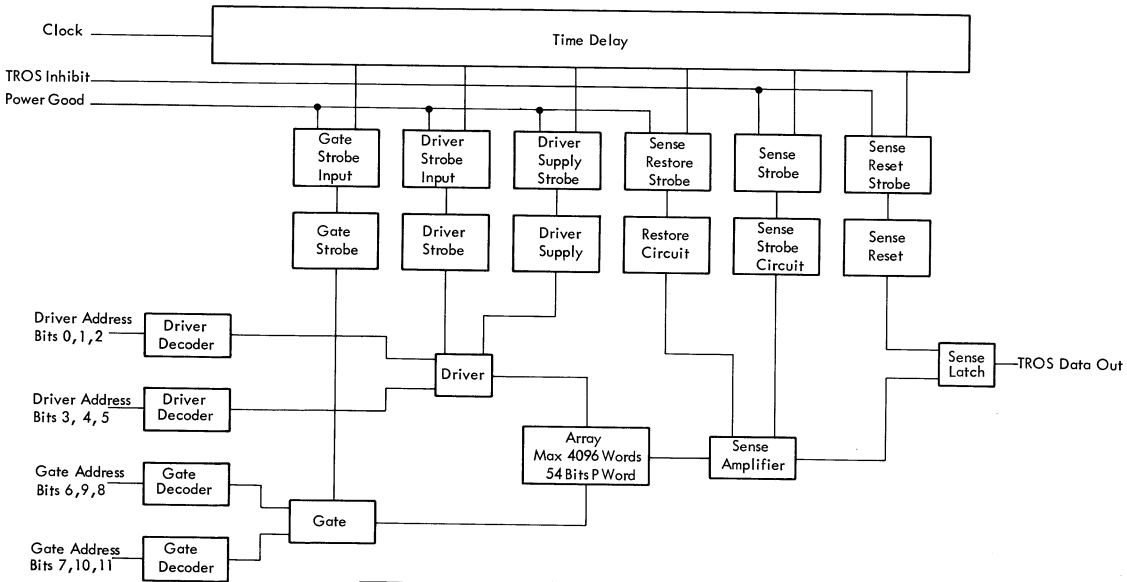 Clock
Time Delay
TROS Inhibit
Power Good
Gate
Strobe
Input
Driver
Strobe
Input
Driver
Supply
Strobe
Sense
Restore
Strobe
Sense
Strobe
Sense
Reset
Strobe
Gate
Strobe
Driver
Strobe
Driver
Supply
Restore
Circuit
Sense
Strobe
Circuit
Sense
Reset
Driver Address
Bits 0,1,2
Driver
Decoder
Driver
Sense
Latch
TROS Data Out
Driver Address
Bits 3, 4, 5
Driver
Decoder
Array
Max 4096 Words
54 Bits P Word
Sense
Amplifier
Gate Address
Bits 6,9,8
Gate
Decoder
Gate
Gate Address
Bits 7,10,11
Gate
Decoder